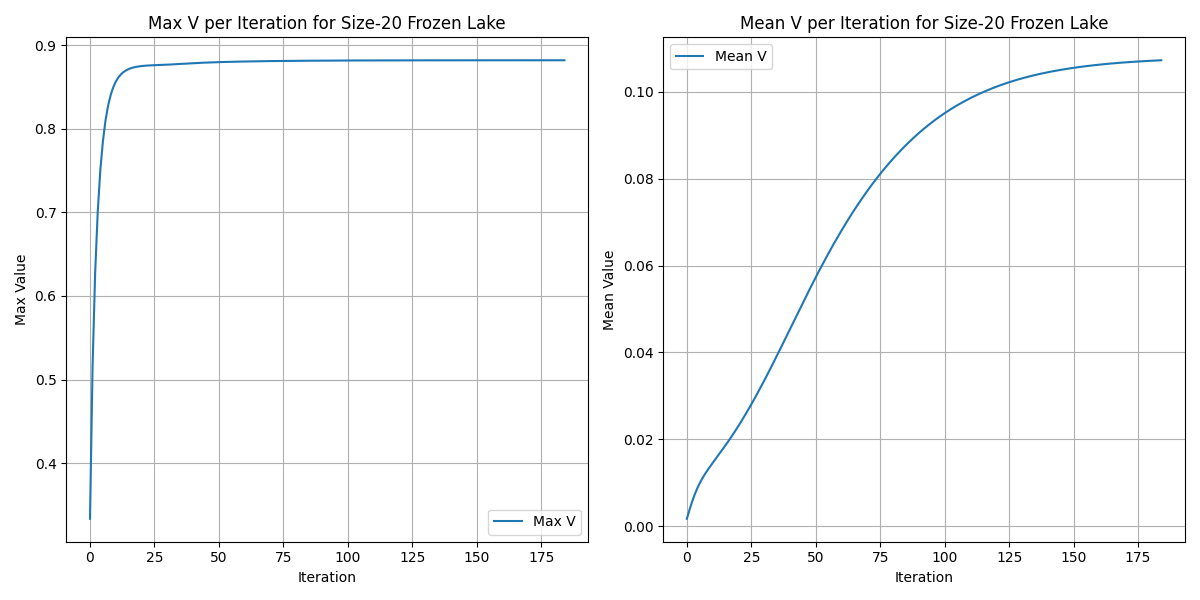 Max V per Iteration for Size-20 Frozen Lake
0.9
0.8
0.7
0.6
0.5
0.4
Max Value
Max V
0 25 50 75 100 125 150 175
Iteration
Mean V per Iteration for Size-20 Frozen Lake
Mean V
0.10
0.08
0.06
0.04
0.02
0.00
Mean Value
0 25 50 75 100 125 150 175
Iteration